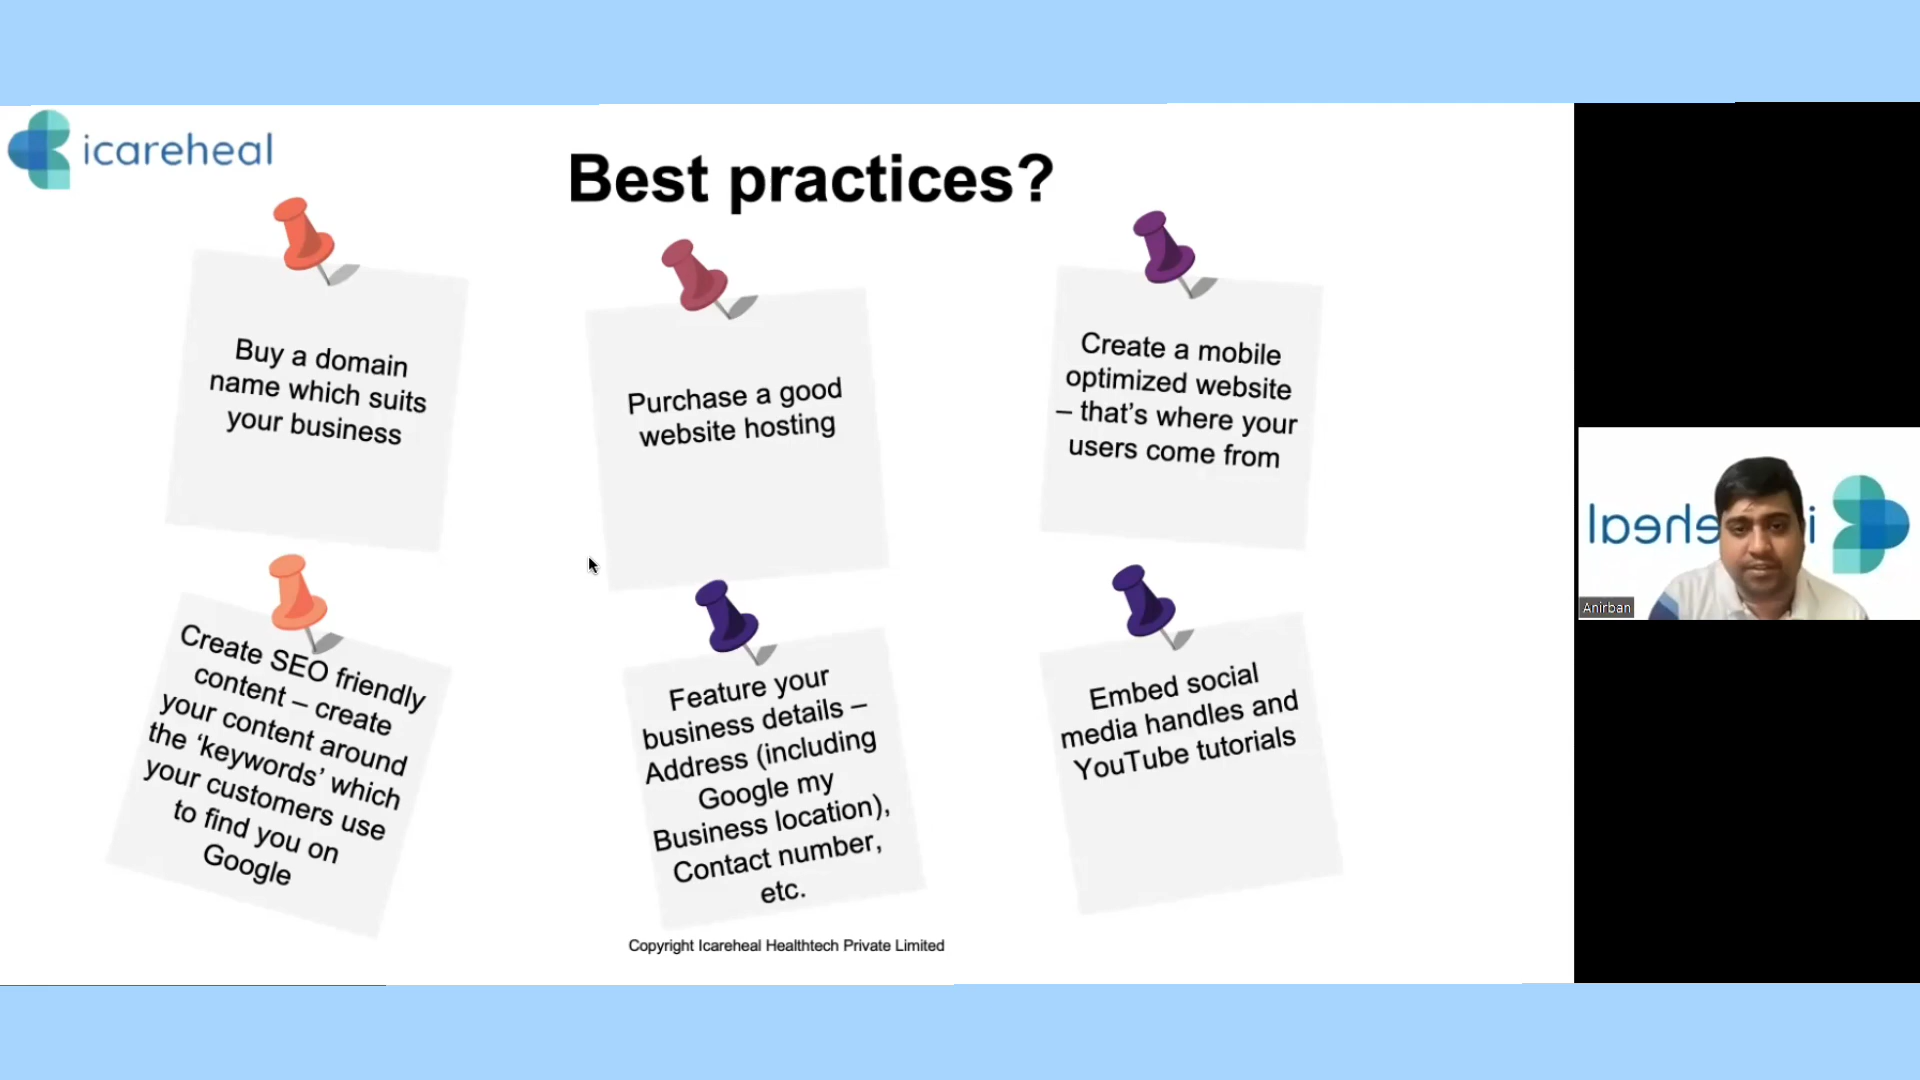 icareheal
Best practices?
Buy a domain
name which suits
your business
Purchase a good
website hosting
Create a mobile
optimized website
– that’s where your
users come from
Create SEO friendly
content – create
your content around
the ‘keywords’ which
your customers use
to find you on
Google
Feature your
business details –
Address (including
Google my
Business location),
Contact number,
etc.
Embed social
media handles and
YouTube tutorials
Copyright Icareheal Healthtech Private Limited
Anirban